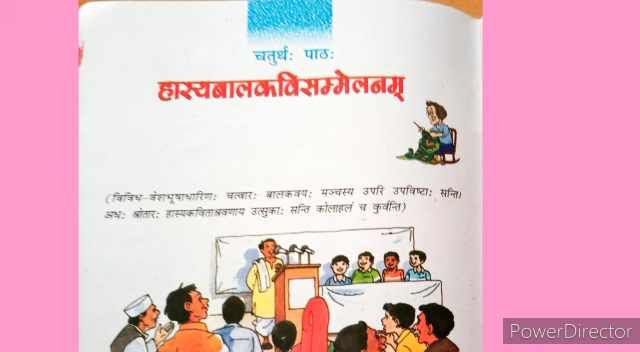 चतुर्थः पाठः
हास्यबालकविसम्मेलनम्
(विविध-वेशभूषाधारिणः चत्वारः बालकवयः मञ्चस्य उपरि उपविष्टाः सन्ति।
अधः श्रोतारः हास्यकविताश्रवणाय उत्सुकाः सन्ति कोलाहलं च कुर्वन्ति)
PowerDirector